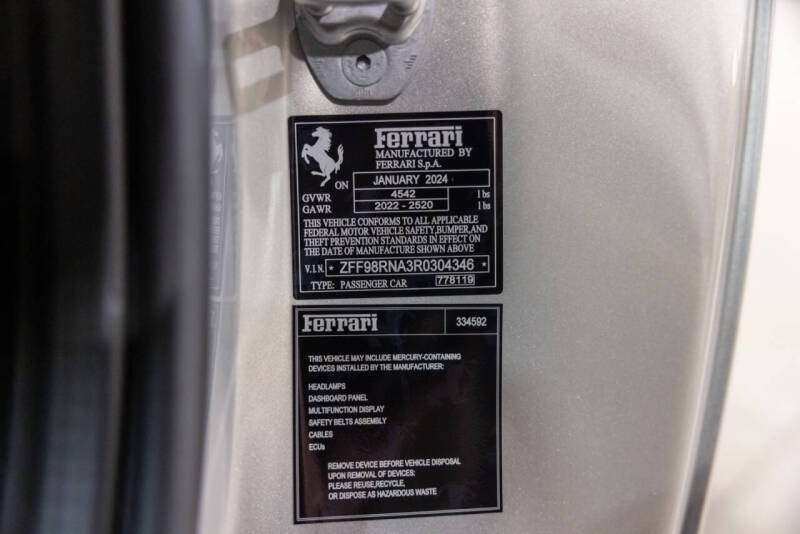 Ferrari
MANUFACTURED BY
FERRARI S.p.A.
ON JANUARY 2024
GVWR 4542 lbs
GAWR 2022 - 2520 lbs
THIS VEHICLE CONFORMS TO ALL APPLICABLE
FEDERAL MOTOR VEHICLE SAFETY,BUMPER,AND
THEFT PREVENTION STANDARDS IN EFFECT ON
THE DATE OF MANUFACTURE SHOWN ABOVE
V.I.N. * ZFF98RNA3R0304346 *
TYPE: PASSENGER CAR 778119
Ferrari 334592
THIS VEHICLE MAY INCLUDE MERCURY-CONTAINING
DEVICES INSTALLED BY THE MANUFACTURER:
HEADLAMPS
DASHBOARD PANEL
MULTIFUNCTION DISPLAY
SAFETY BELTS ASSEMBLY
CABLES
ECUs
REMOVE DEVICE BEFORE VEHICLE DISPOSAL
UPON REMOVAL OF DEVICES:
PLEASE REUSE,RECYCLE,
OR DISPOSE AS HAZARDOUS WASTE